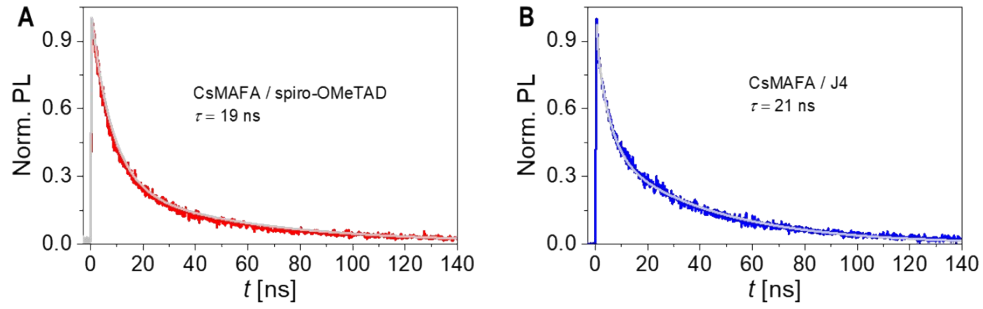 A
Norm. PL
0.9
0.6
0.3
0.0
CsMAFA / spiro-OMeTAD
τ = 19 ns
0 20 40 60 80 100 120 140
t [ns]
B
Norm. PL
0.9
0.6
0.3
0.0
CsMAFA / J4
τ = 21 ns
0 20 40 60 80 100 120 140
t [ns]